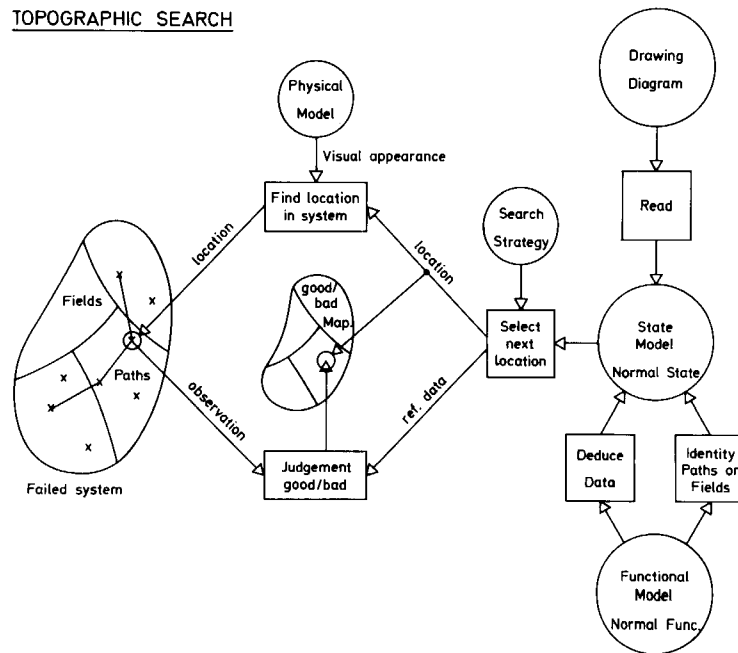 TOPOGRAPHIC SEARCH
Drawing
Diagram
Physical
Model
Visual appearance
Find location
in system
Read
Search
Strategy
location
location
good/
bad
Map.
Fields
Select
next
location
State
Model
Normal State
Paths
observation
ref. data
Judgement
good/bad
Deduce
Data
Identity
Paths or
Fields
Failed system
Functional
Model
Normal Func.